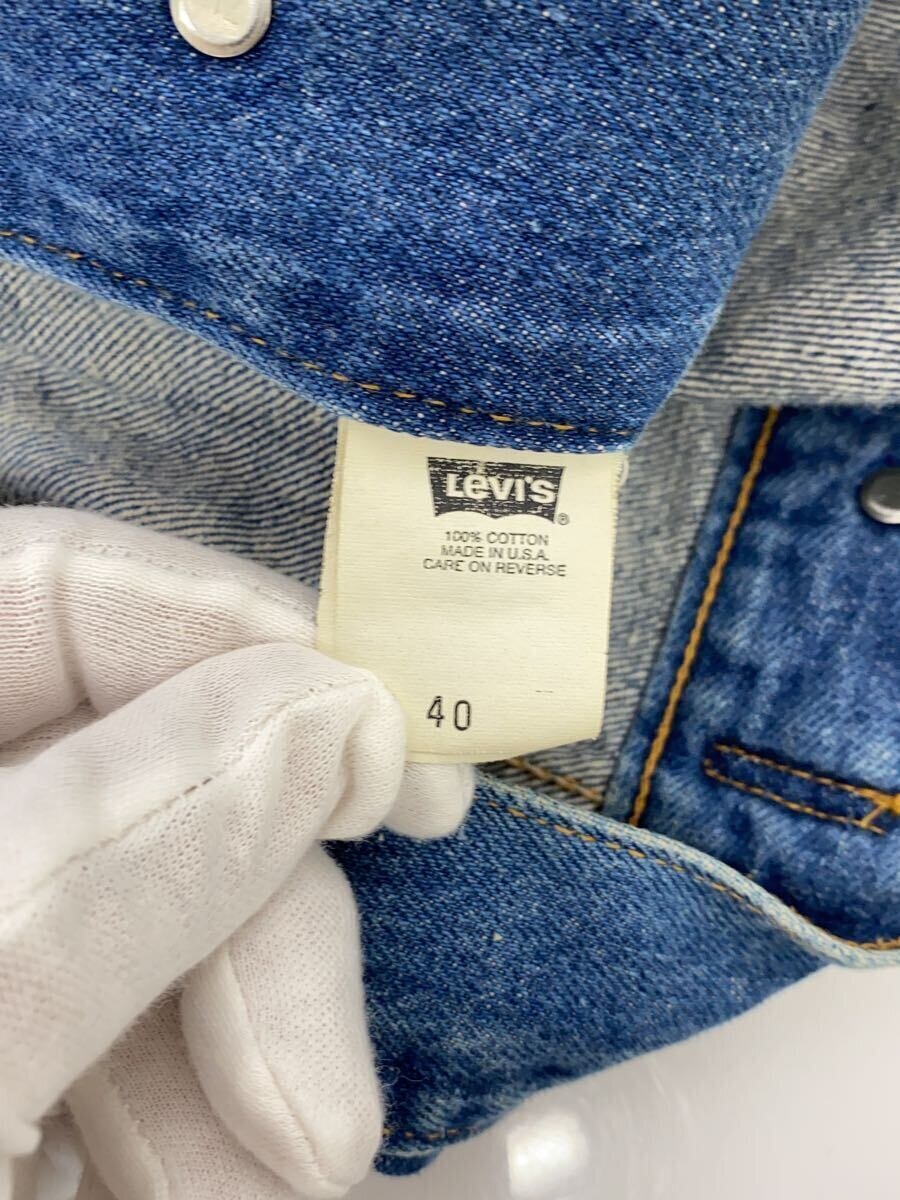 Levi's
®
100% COTTON
MADE IN U.S.A.
CARE ON REVERSE
40